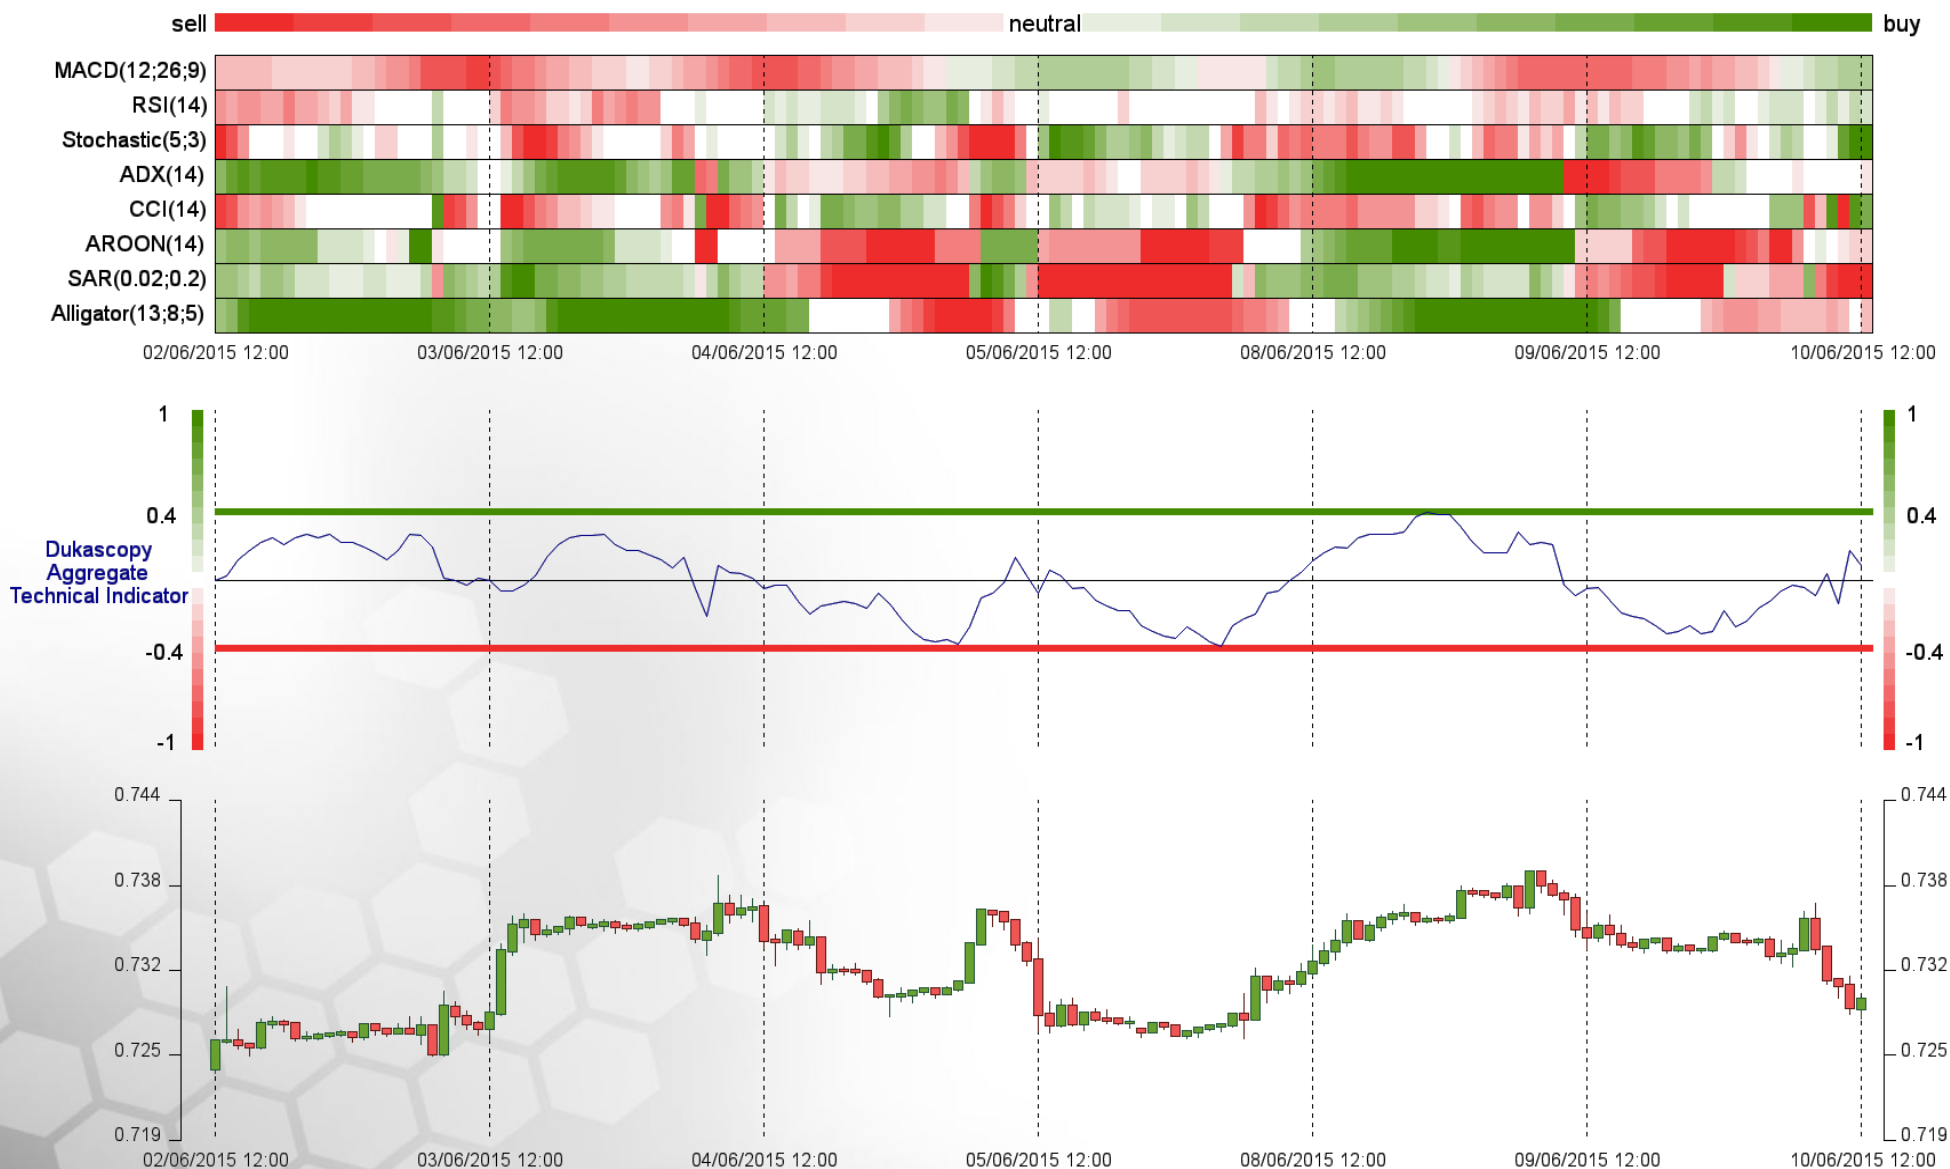 sell neutral buy
MACD(12;26;9)
RSI(14)
Stochastic(5;3)
ADX(14)
CCI(14)
AROON(14)
SAR(0.02;0.2)
Alligator(13;8;5)
02/06/2015 12:00 03/06/2015 12:00 04/06/2015 12:00 05/06/2015 12:00 08/06/2015 12:00 09/06/2015 12:00 10/06/2015 12:00
1 1
0.4 0.4
Dukascopy
Aggregate
Technical Indicator
-0.4 -0.4
-1 -1
0.744 0.744
0.738 0.738
0.732 0.732
0.725 0.725
0.719 0.719
02/06/2015 12:00 03/06/2015 12:00 04/06/2015 12:00 05/06/2015 12:00 08/06/2015 12:00 09/06/2015 12:00 10/06/2015 12:00